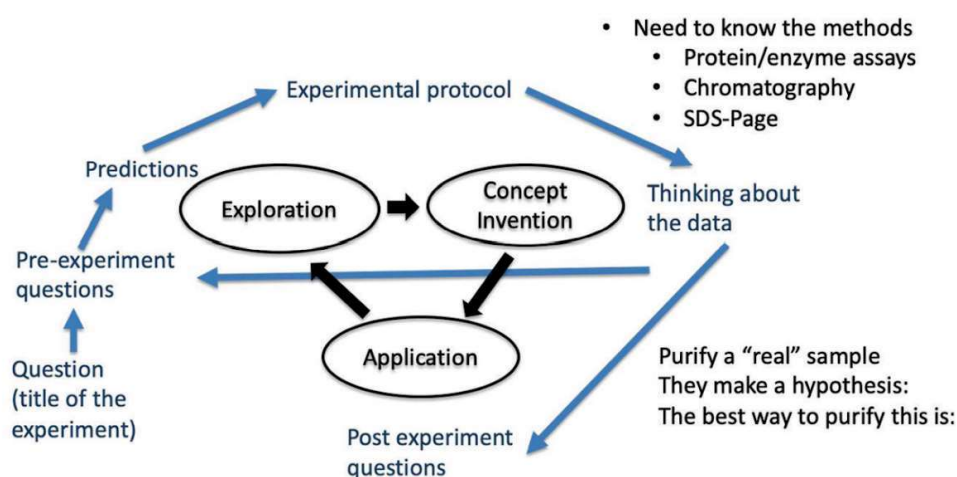 • Need to know the methods
• Protein/enzyme assays
• Chromatography
• SDS-Page
Experimental protocol
Predictions
Exploration
Concept
Invention
Thinking about
the data
Pre-experiment
questions
Application
Question
(title of the
experiment)
Purify a “real” sample
They make a hypothesis:
The best way to purify this is:
Post experiment
questions